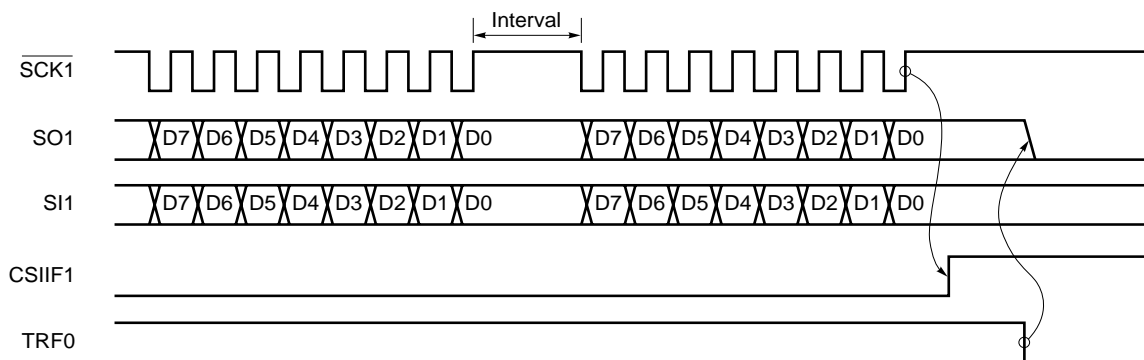 Interval
SCK1
SO1 D7 D6 D5 D4 D3 D2 D1 D0 D7 D6 D5 D4 D3 D2 D1 D0
SI1 D7 D6 D5 D4 D3 D2 D1 D0 D7 D6 D5 D4 D3 D2 D1 D0
CSIIF1
TRF0